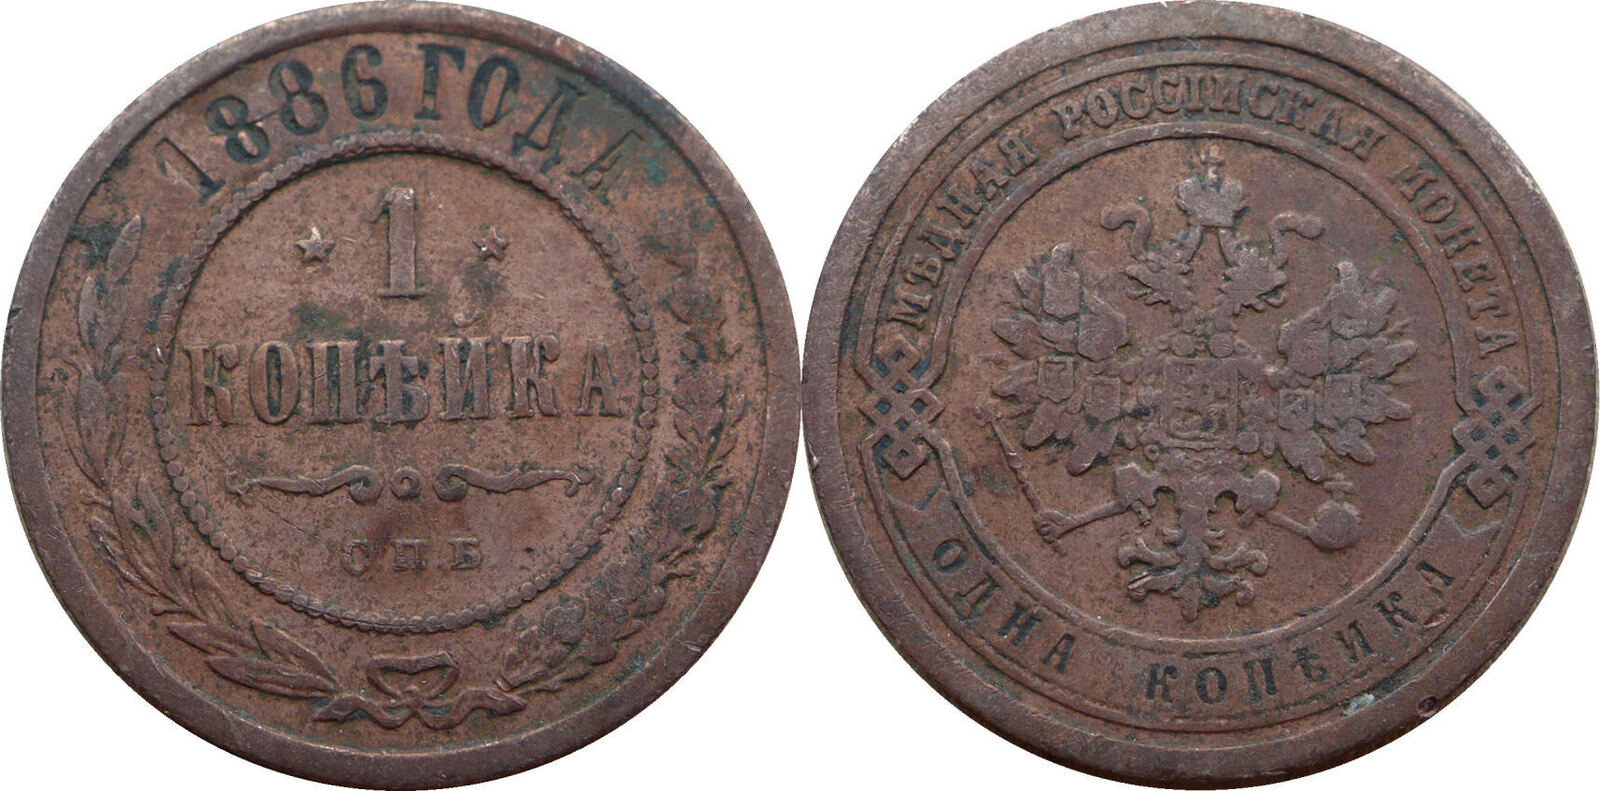 1886 ГОДА
1
КОПѢЙКА
СПБ
МѢДНАЯ РОССІЙСКАЯ МОНЕТА
ОДНА КОПѢЙКА